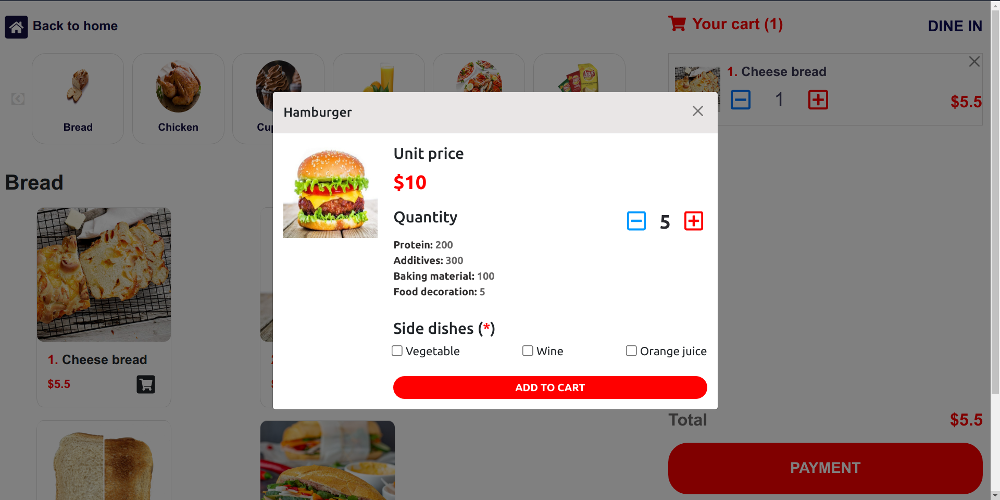 Back to home
Your cart (1)
DINE IN
Bread
Chicken
Cup
Lay's
1. Cheese bread
1
$5.5
Hamburger
Unit price
$10
Quantity
5
Protein: 200
Additives: 300
Baking material: 100
Food decoration: 5
Side dishes (*)
Vegetable
Wine
Orange juice
ADD TO CART
Bread
1. Cheese bread
$5.5
Total
$5.5
PAYMENT